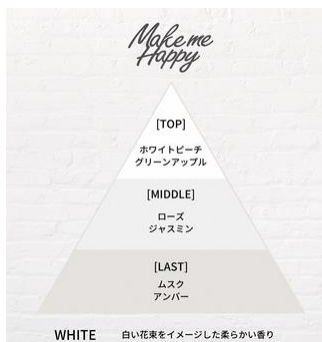 Make me
Happy
[TOP]
ホワイトピーチ
グリーンアップル
[MIDDLE]
ローズ
ジャスミン
[LAST]
ムスク
アンバー
WHITE 白い花束をイメージした柔らかい香り